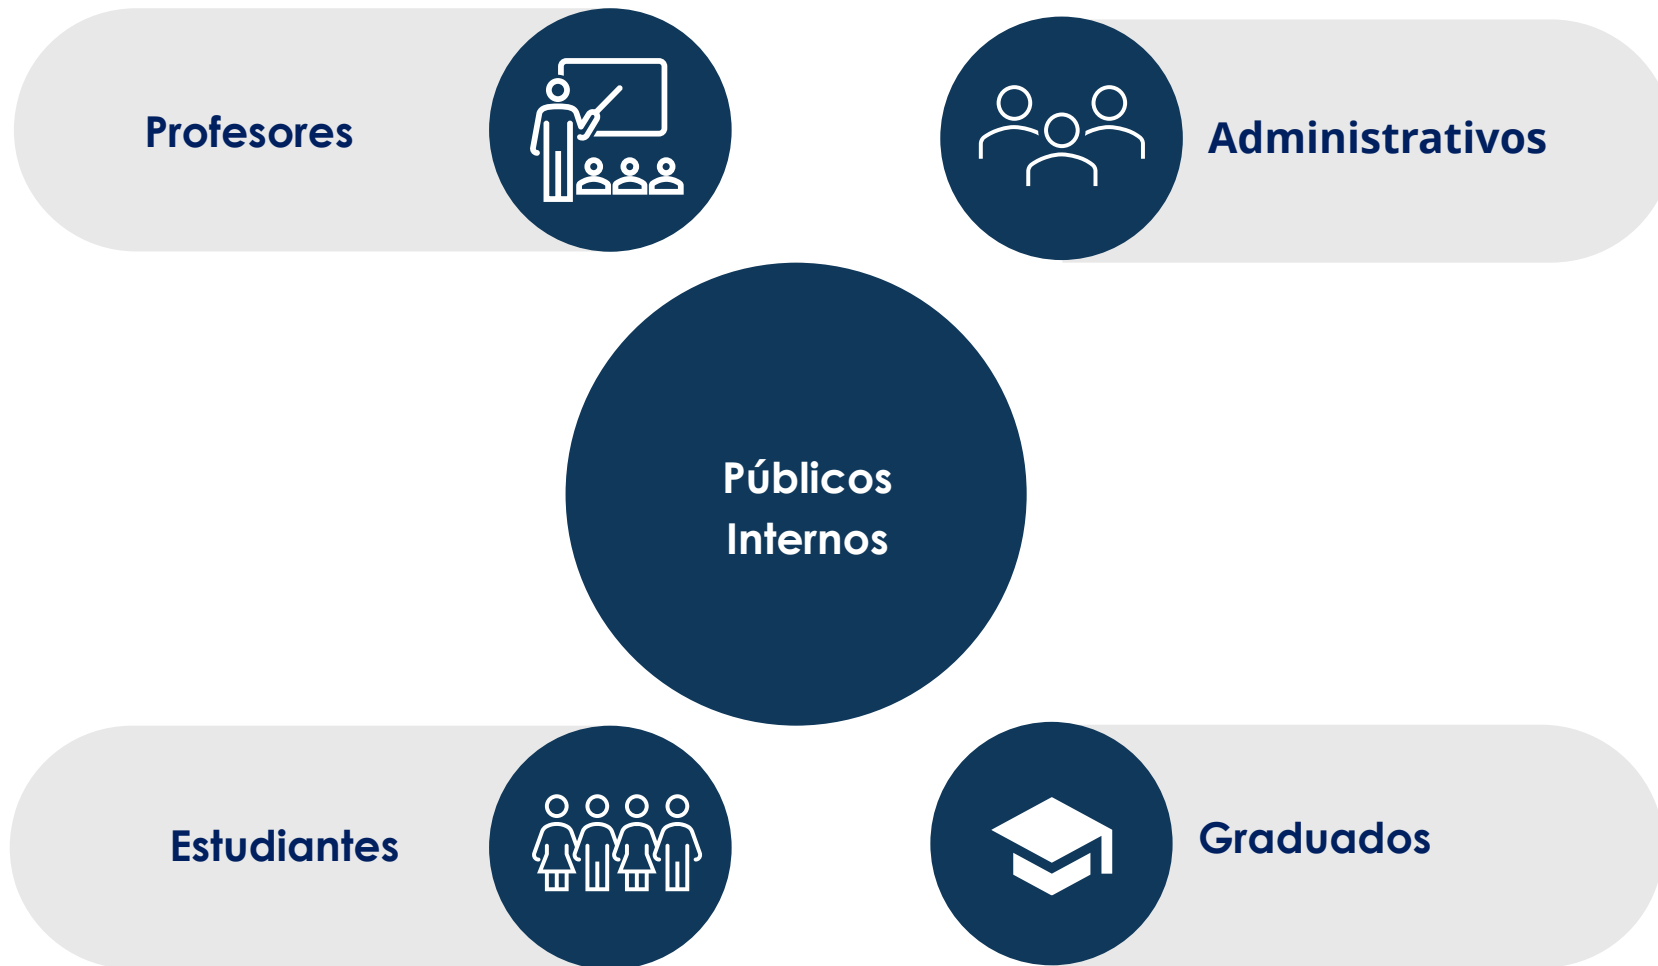 Profesores
Administrativos
Públicos
Internos
Estudiantes
Graduados